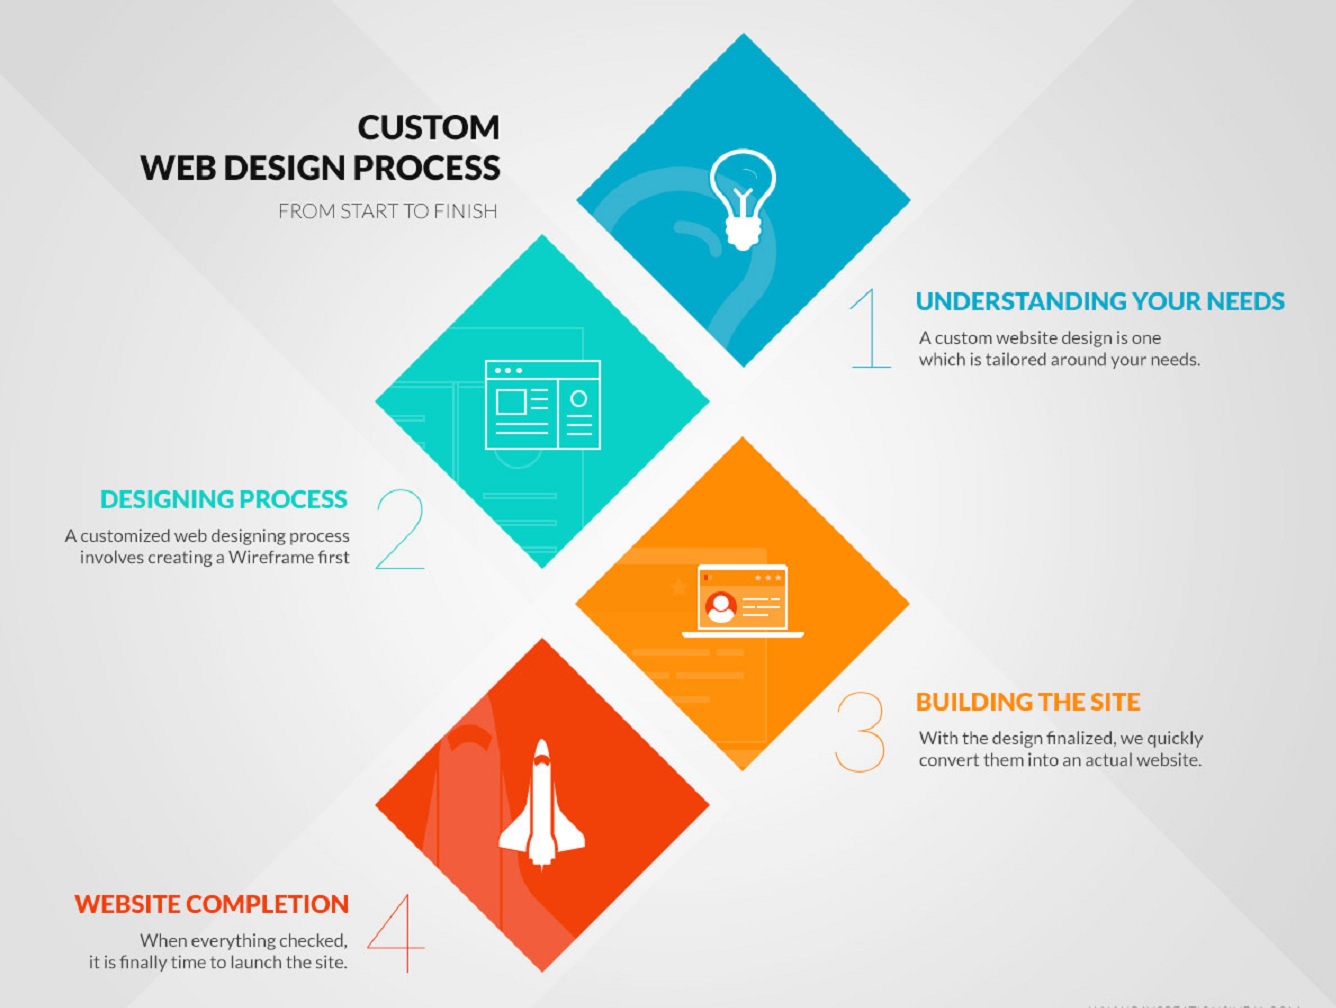 CUSTOM
WEB DESIGN PROCESS
FROM START TO FINISH
1
UNDERSTANDING YOUR NEEDS
A custom website design is one
which is tailored around your needs.
2
DESIGNING PROCESS
A customized web designing process
involves creating a Wireframe first
3
BUILDING THE SITE
With the design finalized, we quickly
convert them into an actual website.
4
WEBSITE COMPLETION
When everything checked,
it is finally time to launch the site.